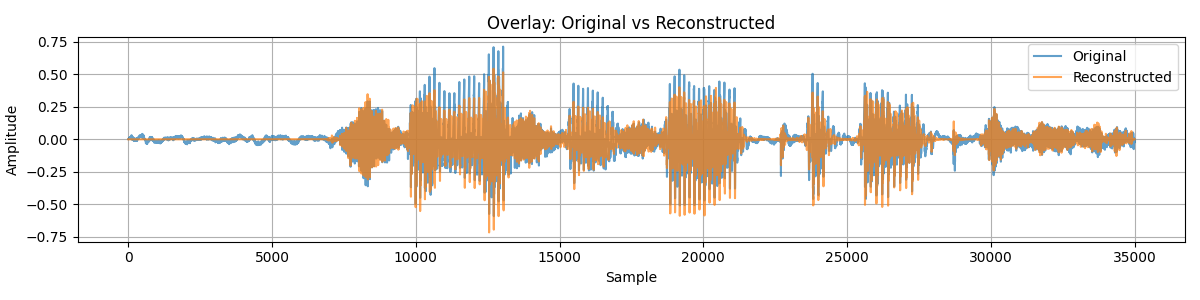 Overlay: Original vs Reconstructed
Original
Reconstructed
Amplitude
0.75
0.50
0.25
0.00
−0.25
−0.50
−0.75
0 5000 10000 15000 20000 25000 30000 35000
Sample